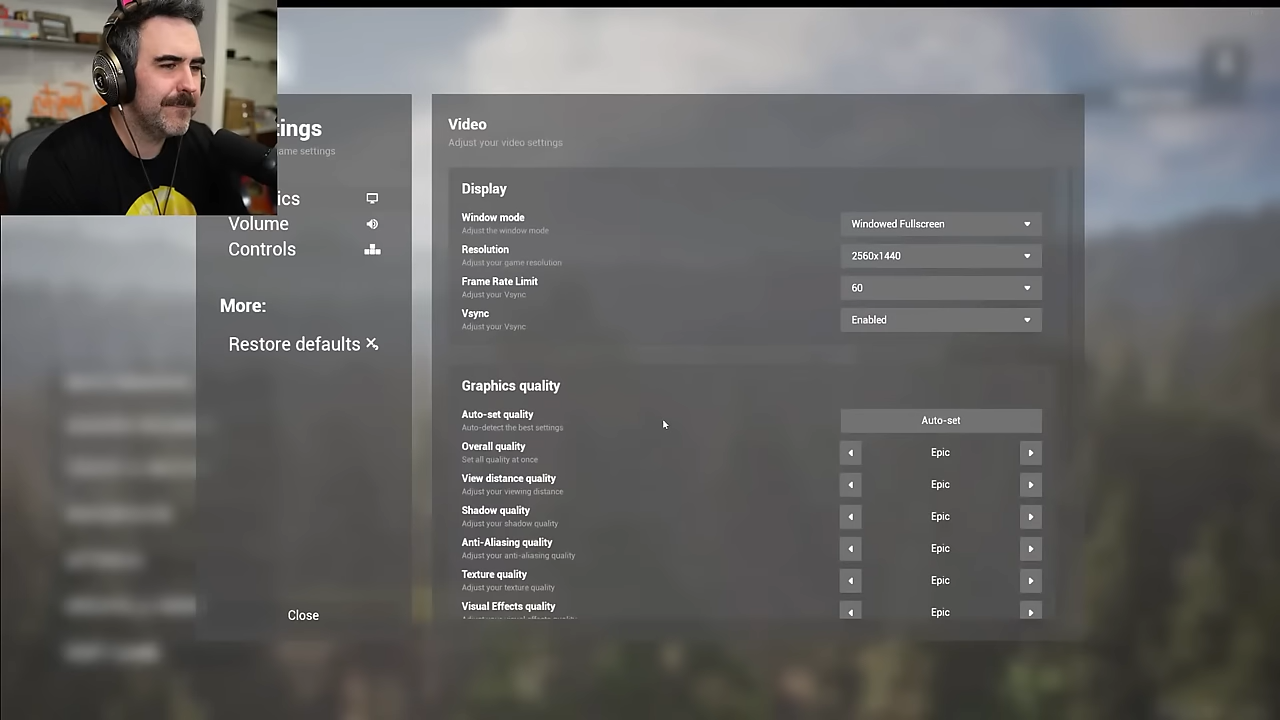 tings
ame settings
ics
Volume
Controls
More:
Restore defaults
Close
Video
Adjust your video settings
Display
Window mode
Adjust the window mode
Windowed Fullscreen
Resolution
Adjust your game resolution
2560x1440
Frame Rate Limit
Adjust your Vsync
60
Vsync
Adjust your Vsync
Enabled
Graphics quality
Auto-set quality
Auto-detect the best settings
Auto-set
Overall quality
Set all quality at once
Epic
View distance quality
Adjust your viewing distance
Epic
Shadow quality
Adjust your shadow quality
Epic
Anti-Aliasing quality
Adjust your anti-aliasing quality
Epic
Texture quality
Adjust your texture quality
Epic
Visual Effects quality
Epic